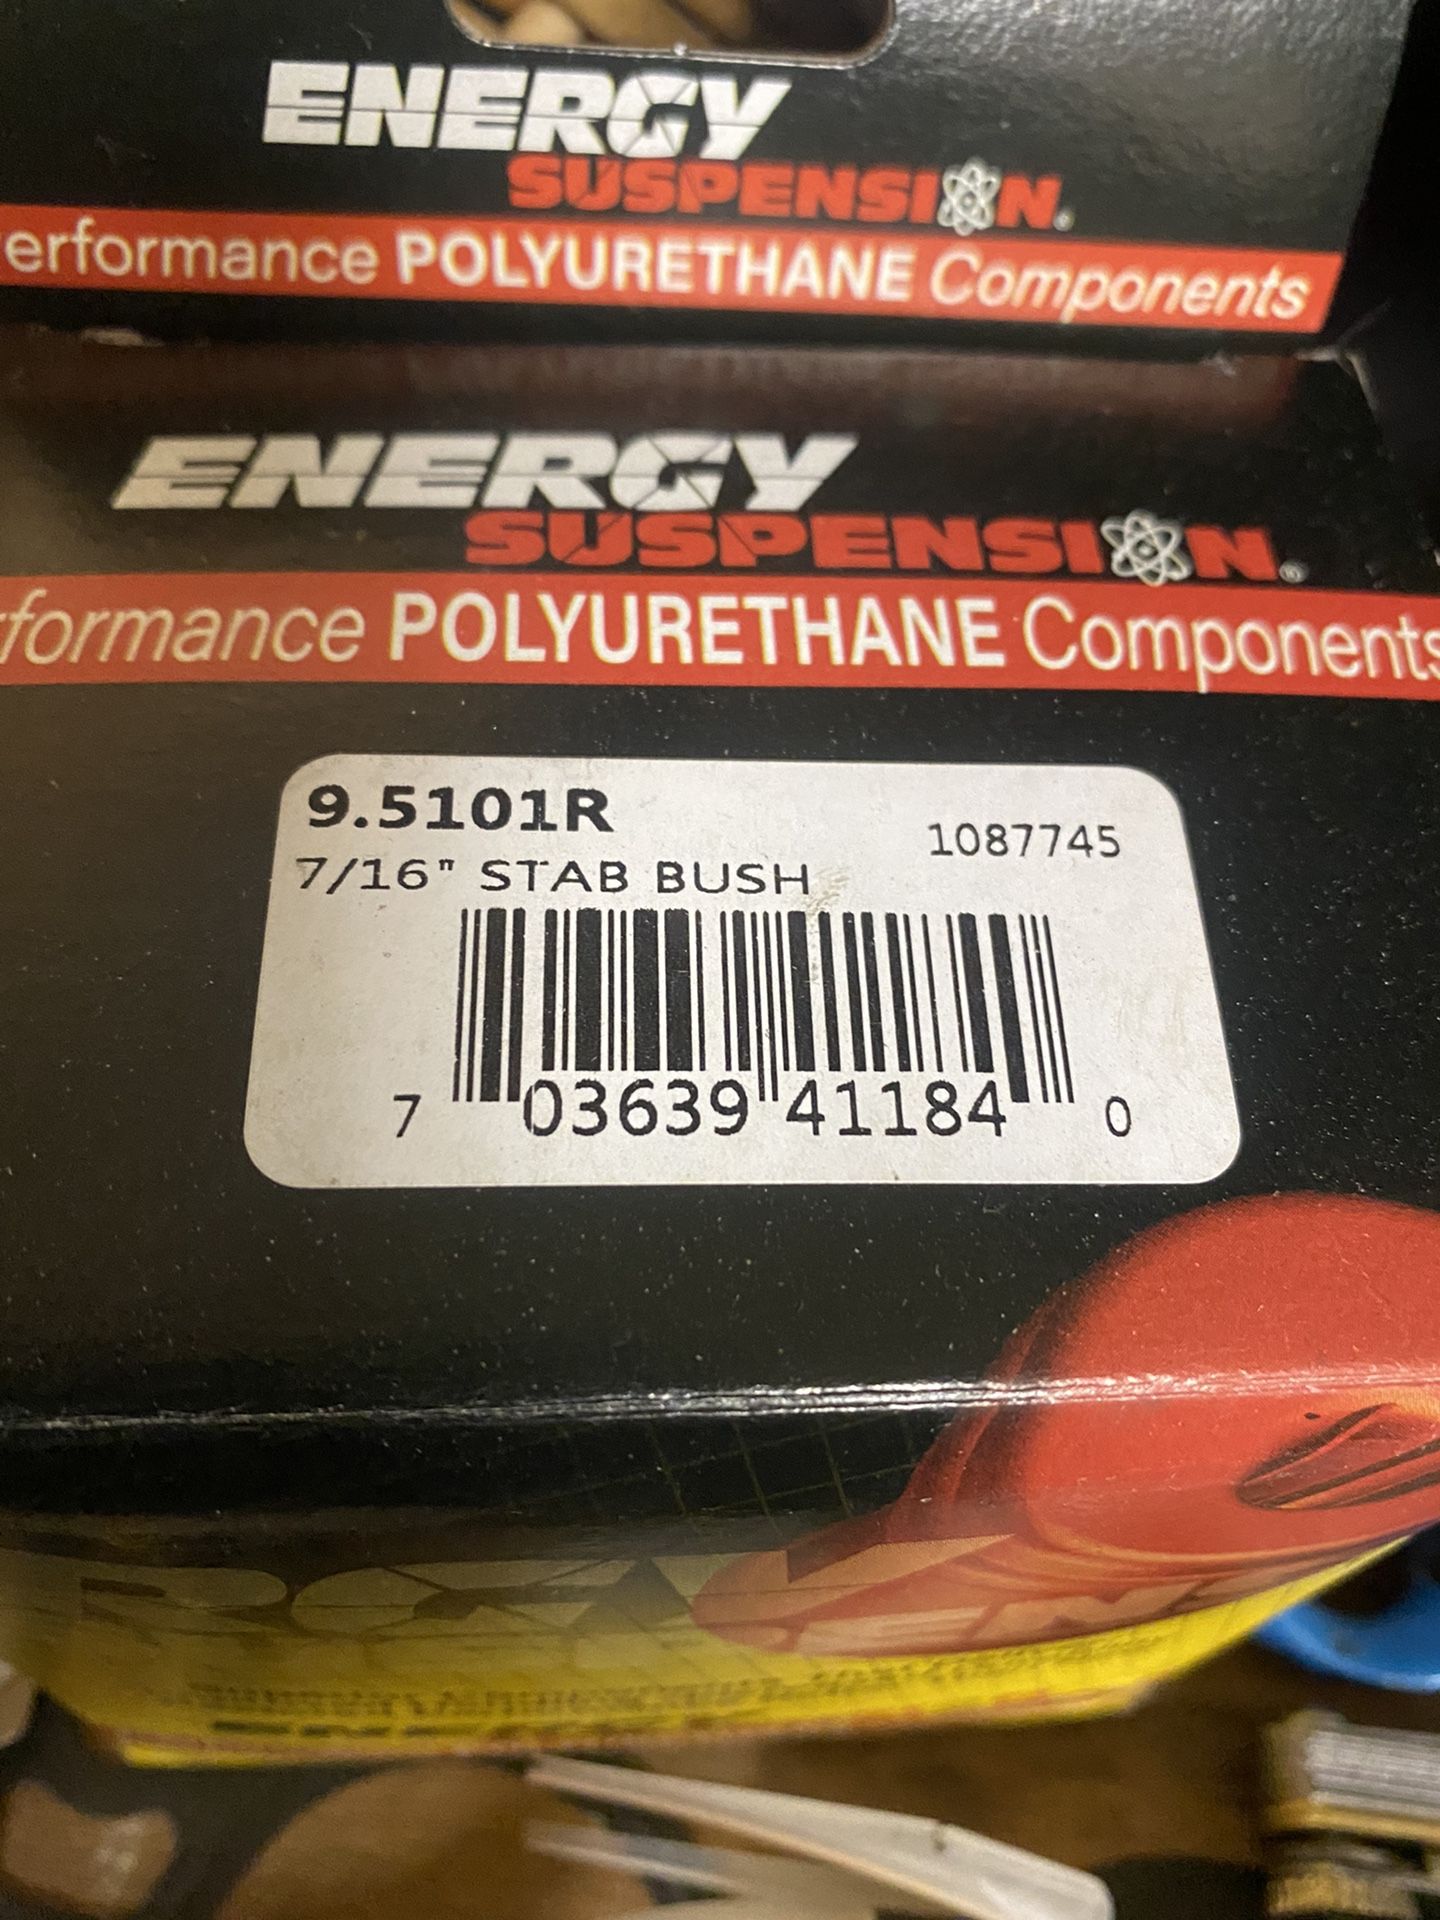 ENERGY
SUSPENSION®
erformance POLYURETHANE Components
ENERGY
SUSPENSION®
formance POLYURETHANE Components
9.5101R
1087745
7/16" STAB BUSH
7 03639 41184 0